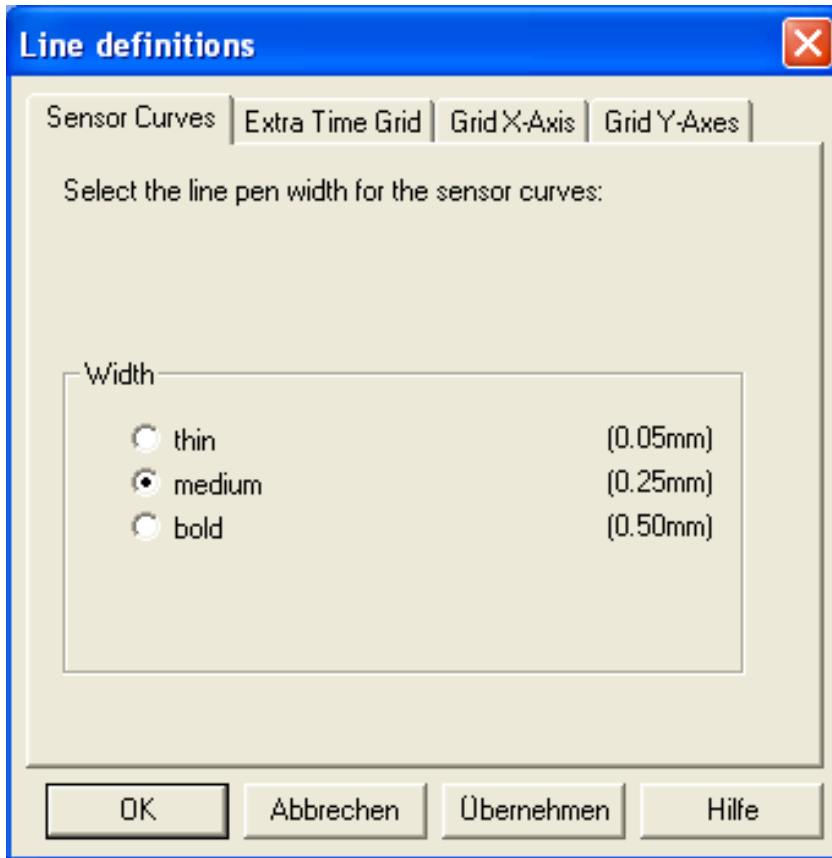 Line definitions
Sensor Curves Extra Time Grid Grid X-Axis Grid Y-Axes
Select the line pen width for the sensor curves:
Width
thin (0.05mm)
medium (0.25mm)
bold (0.50mm)
OK Abbrechen Übernehmen Hilfe